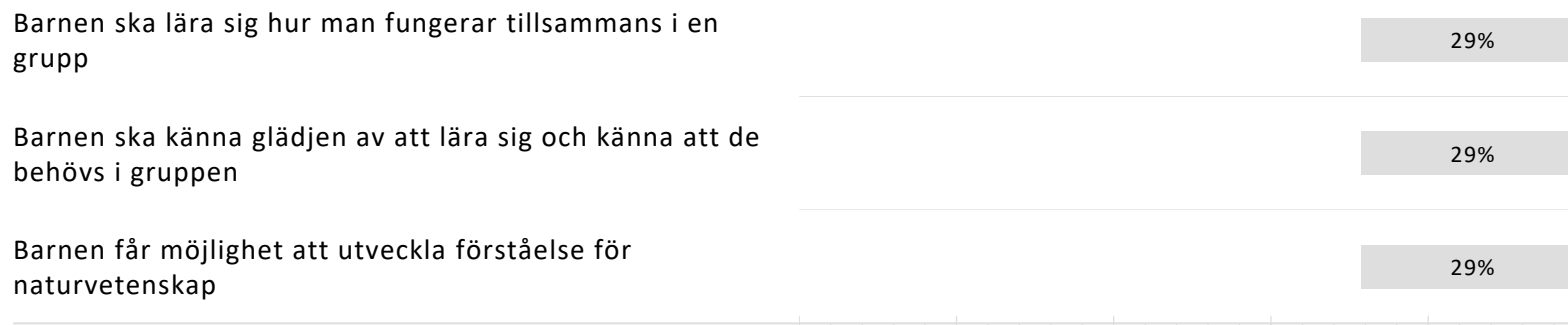 Barnen ska lära sig hur man fungerar tillsammans i en
grupp
29%
Barnen ska känna glädjen av att lära sig och känna att de
behövs i gruppen
29%
Barnen får möjlighet att utveckla förståelse för
naturvetenskap
29%